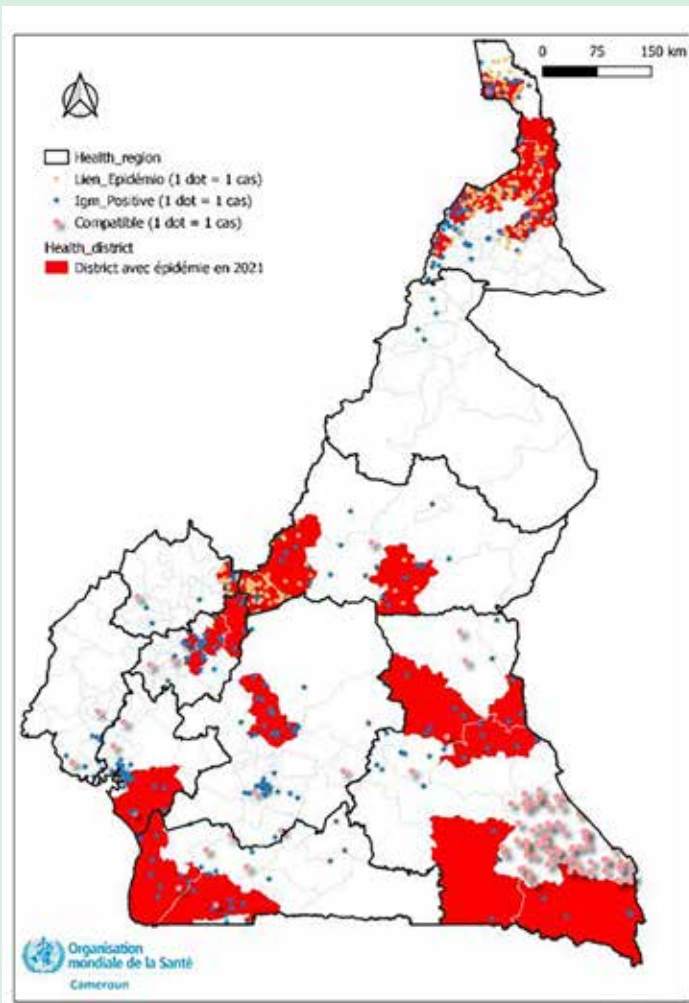 0 75 150 km
Health_region
Lien_Epidémio (1 dot = 1 cas)
Igm_Positive (1 dot = 1 cas)
Compatible (1 dot = 1 cas)
Health_district
District avec épidémie en 2021
Organisation
mondiale de la Santé
Cameroun